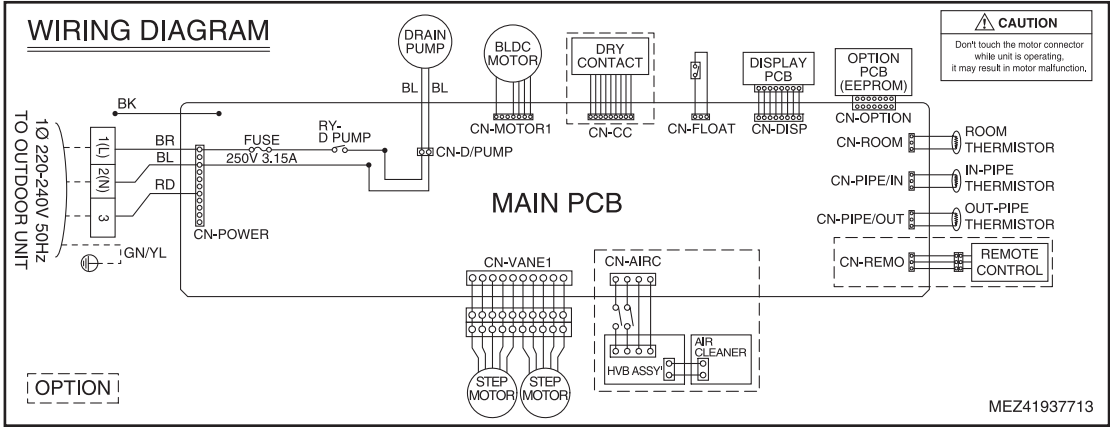 WIRING DIAGRAM
DRAIN
PUMP
BLDC
MOTOR
DRY
CONTACT
DISPLAY
PCB
OPTION
PCB
(EEPROM)
CAUTION
Don't touch the motor connector
while unit is operating,
it may result in motor malfunction.
BL
BL
BK
CN-MOTOR1
CN-CC
CN-FLOAT
CN-DISP
CN-OPTION
1Ø 220-240V 50Hz
TO OUTDOOR UNIT
1(L)
2(N)
3
BR
BL
RD
GN/YL
FUSE
250V 3.15A
RY-
D PUMP
CN-D/PUMP
CN-POWER
MAIN PCB
CN-ROOM
ROOM
THERMISTOR
CN-PIPE/IN
IN-PIPE
THERMISTOR
CN-PIPE/OUT
OUT-PIPE
THERMISTOR
CN-REMO
REMOTE
CONTROL
CN-VANE1
CN-AIRC
STEP
MOTOR
STEP
MOTOR
HVB ASSY'
AIR
CLEANER
OPTION
MEZ41937713